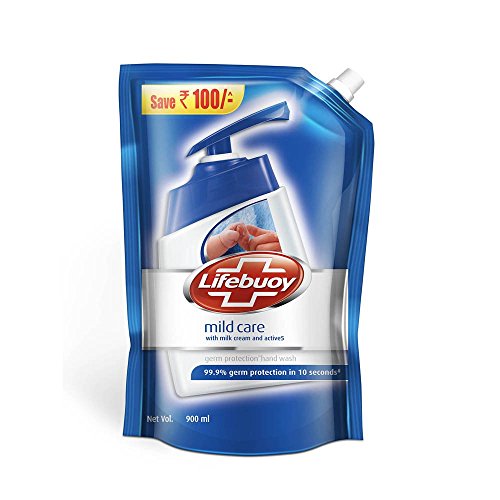 Save ₹ 100/-^
Lifebuoy
mild care
with milk cream and active5
germ protection hand wash
99.9% germ protection in 10 seconds*
Net Vol. 900 ml